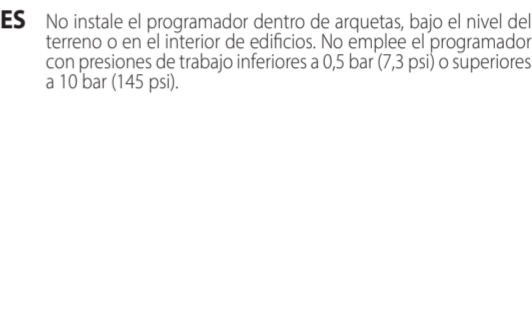 ES No instale el programador dentro de arquetas, bajo el nivel del
terreno o en el interior de edificios. No emplee el programador
con presiones de trabajo inferiores a 0,5 bar (7,3 psi) o superiores
a 10 bar (145 psi).